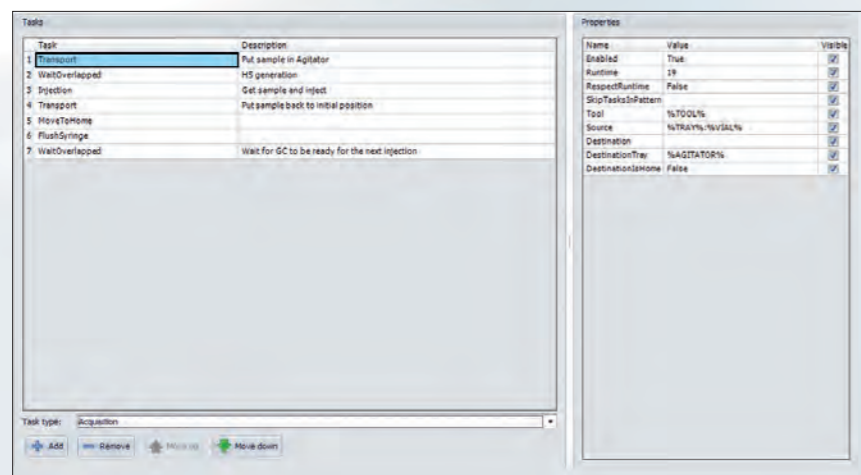 Tasks
Task Description
1 Transport Put sample in Agitator
2 WaitOverlapped HS generation
3 Injection Get sample and inject
4 Transport Put sample back to initial position
5 MoveToHome
6 FlushSyringe
7 WaitOverlapped Wait for GC to be ready for the next injection
Task type: Acquisition
Add Remove Move up Move down
Properties
Name Value Visible
Enabled True
Runtime 19
RespectRuntime False
SkipTasksInPattern
Tool %TOOL%
Source %TRAY%:%VIAL%
Destination
DestinationTray %AGITATOR%
DestinationIsHome False